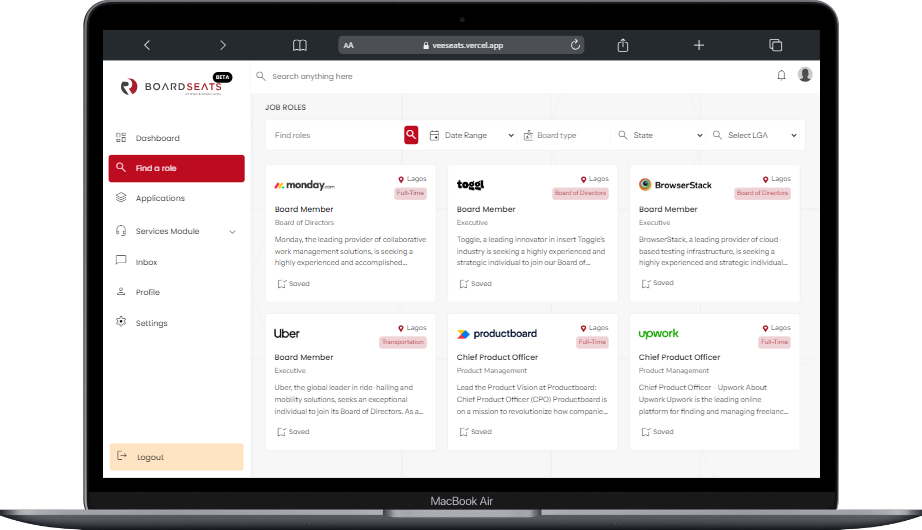 AA veeseats.vercel.app
BOARDSEATS BETA
Search anything here
Dashboard
Find a role
Applications
Services Module
Inbox
Profile
Settings
Logout
JOB ROLES
Find roles
Date Range
Board type
State
Select LGA
monday.com
Lagos
Full-Time
Board Member
Board of Directors
Monday, the leading provider of collaborative
work management solutions, is seeking a
highly experienced and accomplished...
Saved
toggl
Lagos
Board of Directors
Board Member
Executive
Toggle, a leading innovator in insert Toggle's
industry is seeking a highly experienced and
strategic individual to join our Board of...
Saved
BrowserStack
Lagos
Board of Directors
Board Member
Executive
BrowserStack, a leading provider of cloud-
based testing infrastructure, is seeking a
highly experienced and strategic individual...
Saved
Uber
Lagos
Transportation
Board Member
Executive
Uber, the global leader in ride-hailing and
mobility solutions, seeks an exceptional
individual to join its Board of Directors. As a...
Saved
productboard
Lagos
Full-Time
Chief Product Officer
Product Management
Lead the Product Vision at Productboard:
Chief Product Officer (CPO) Productboard is
on a mission to revolutionize how companie...
Saved
upwork
Lagos
Full-Time
Chief Product Officer
Product Management
Chief Product Officer - Upwork About
Upwork Upwork is the leading online
platform for finding and managing freelanc...
Saved
MacBook Air